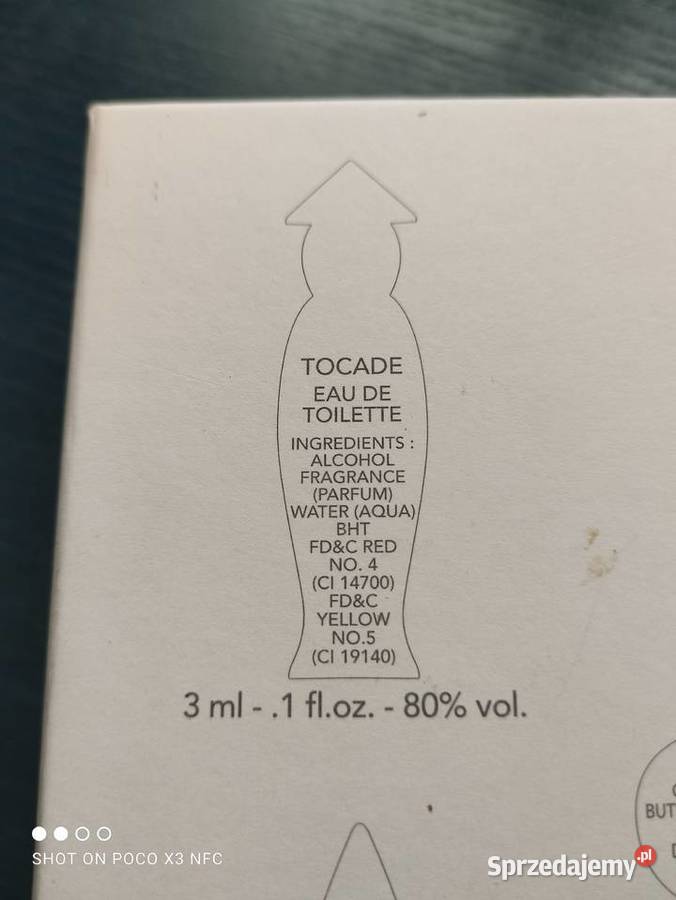 TOCADE
EAU DE
TOILETTE
INGREDIENTS :
ALCOHOL
FRAGRANCE
(PARFUM)
WATER (AQUA)
BHT
FD&C RED
NO. 4
(CI 14700)
FD&C
YELLOW
NO.5
(CI 19140)
3 ml - .1 fl.oz. - 80% vol.
SHOT ON POCO X3 NFC
Sprzedajemy.pl